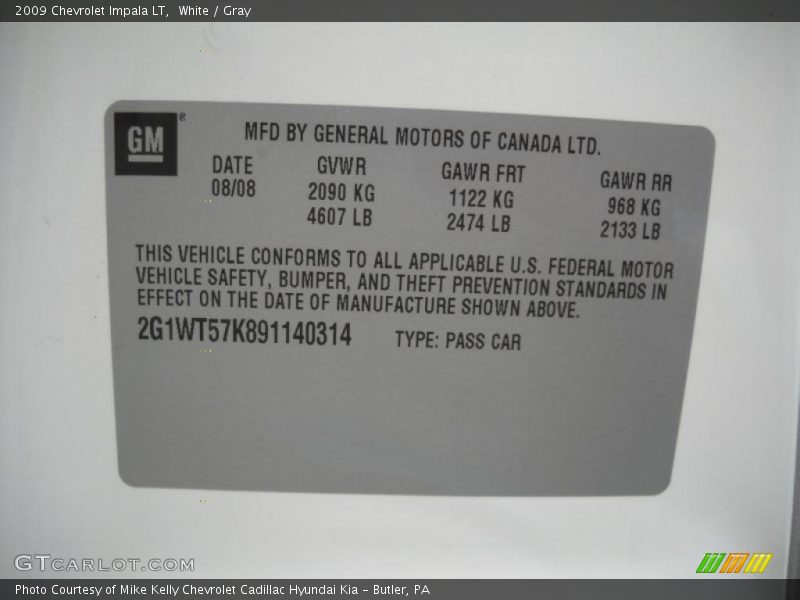 2009 Chevrolet Impala LT,  White / Gray
GM ®
MFD BY GENERAL MOTORS OF CANADA LTD.
DATE GVWR GAWR FRT GAWR RR
08/08 2090 KG 1122 KG 968 KG
4607 LB 2474 LB 2133 LB
THIS VEHICLE CONFORMS TO ALL APPLICABLE U.S. FEDERAL MOTOR
VEHICLE SAFETY, BUMPER, AND THEFT PREVENTION STANDARDS IN
EFFECT ON THE DATE OF MANUFACTURE SHOWN ABOVE.
2G1WT57K891140314 TYPE: PASS CAR
GTCARLOT.COM
Photo Courtesy of Mike Kelly Chevrolet Cadillac Hyundai Kia - Butler, PA